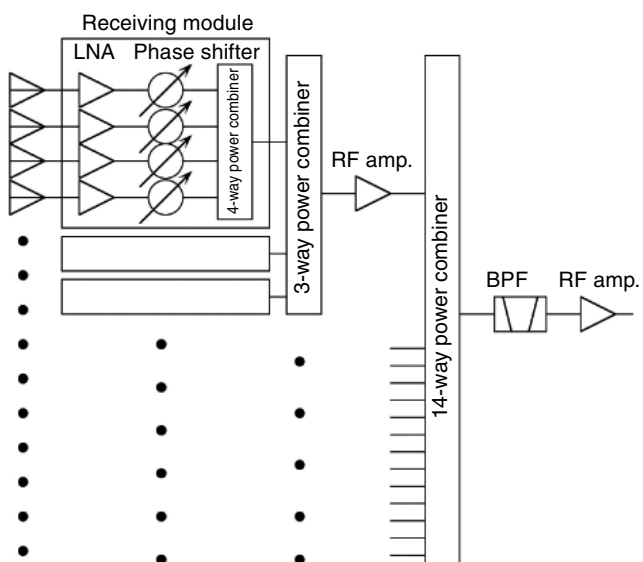 Receiving module
LNA Phase shifter
4-way power combiner
3-way power combiner
RF amp.
14-way power combiner
BPF
RF amp.